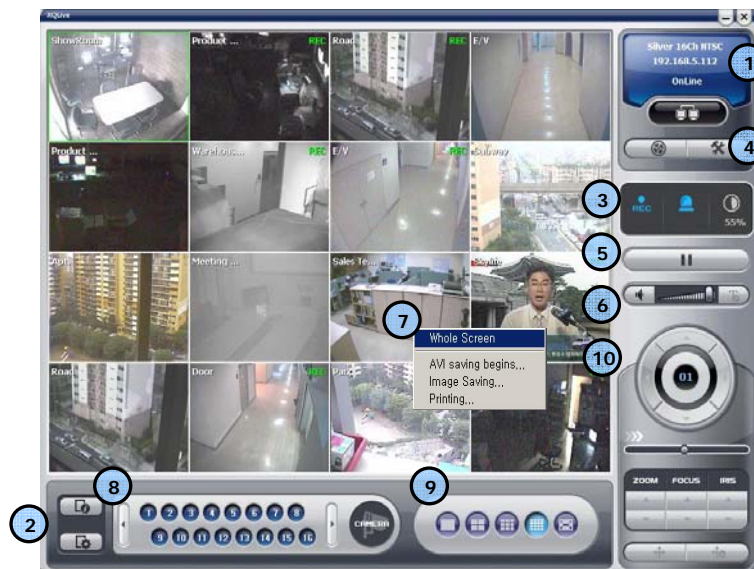 XQLive
ShowRoom
Product ...
REC
Road
REC
E/V
Silver 16Ch NTSC
192.168.5.112
OnLine
1
4
Product ...
Warehous...
REC
E/V
REC
Subway
3
REC
55%
5
Apt
Meeting ...
Sales Te...
Skylife
6
7
Whole Screen
AVI saving begins...
Image Saving...
Printing...
10
Road
Door
REC
Park
01
8
9
ZOOM FOCUS IRIS
2
1 2 3 4 5 6 7 8
9 10 11 12 13 14 15 16
CAMERA